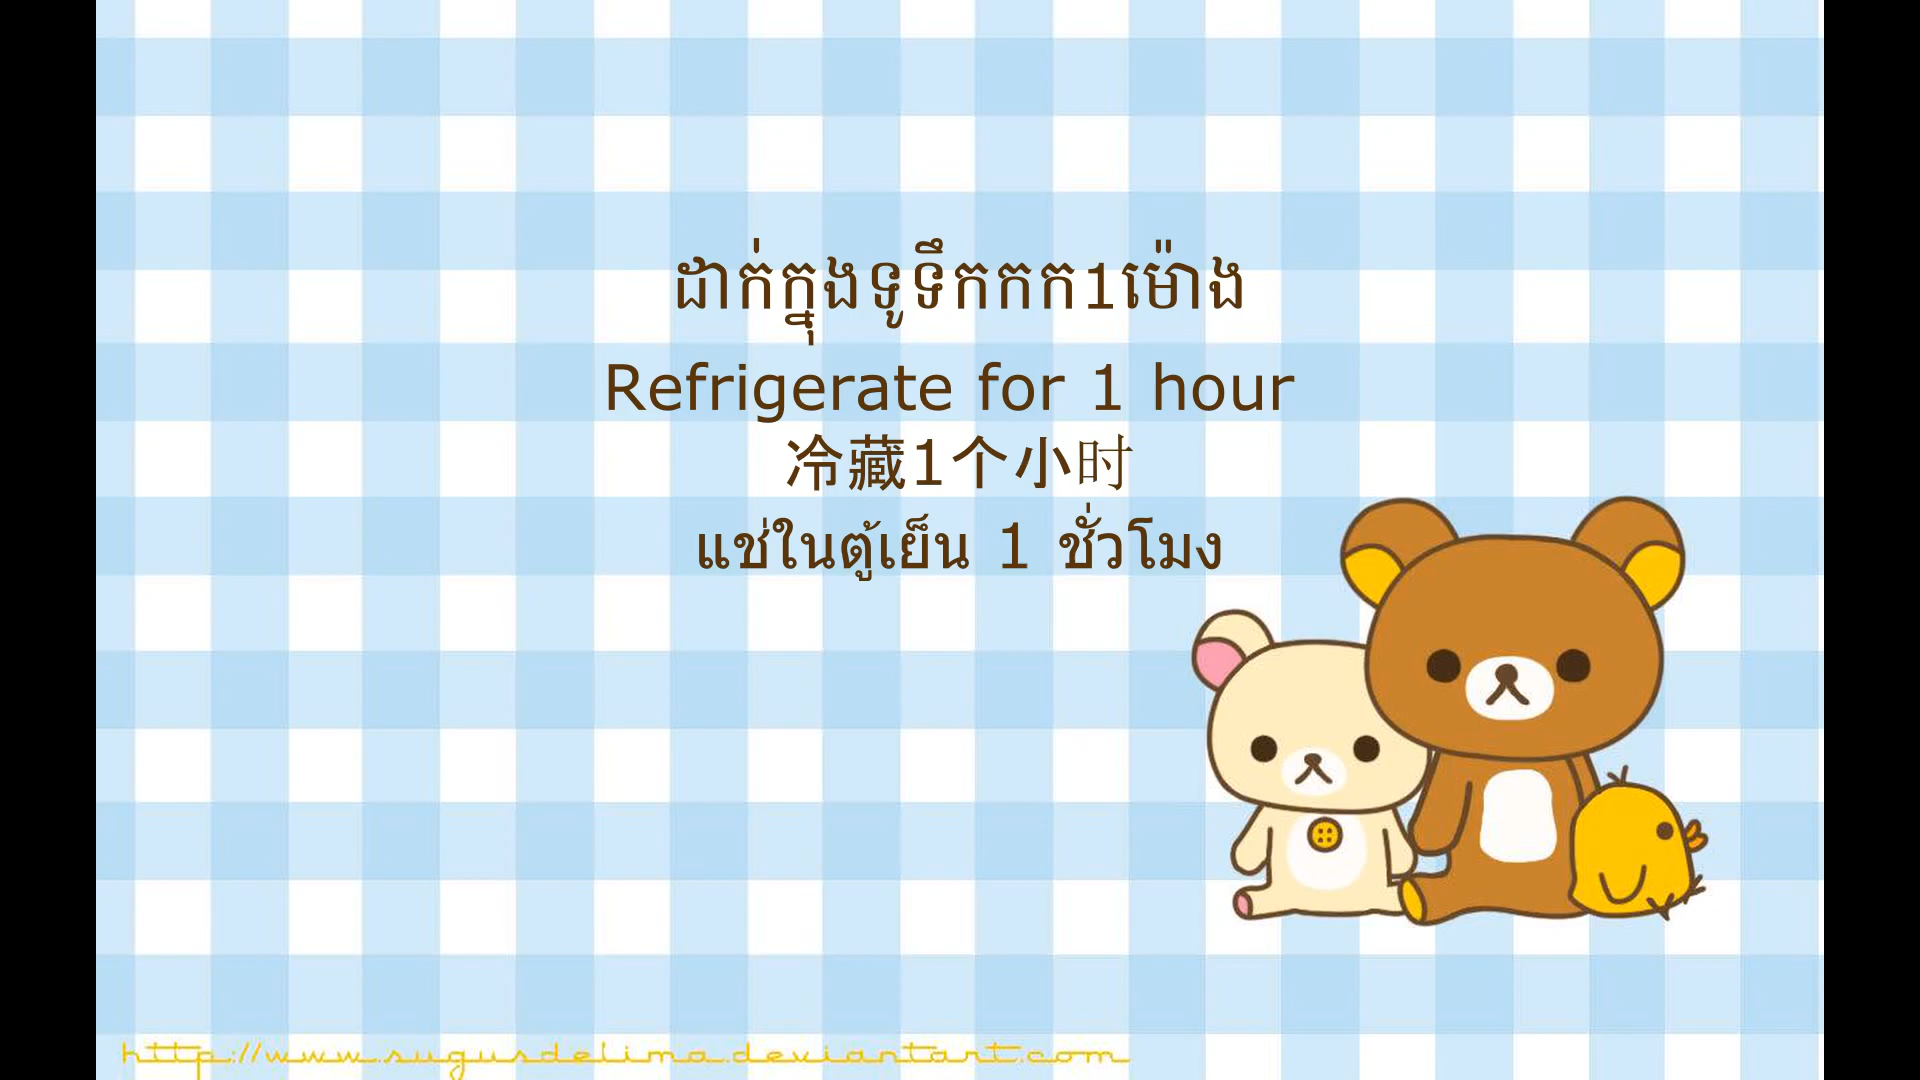 ដាក់ក្នុងទូទឹកកក1ម៉ោង
Refrigerate for 1 hour
冷藏1个小时
แช่ในตู้เย็น 1 ชั่วโมง
http://www.sugusdelima.deviantart.com